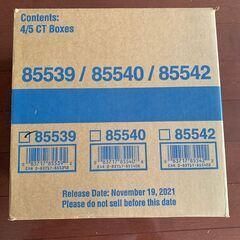 Contents:
4/5 CT Boxes
85539 / 85540 / 85542
85539 85540 85542
Release Date: November 19, 2021
Please do not sell before this date